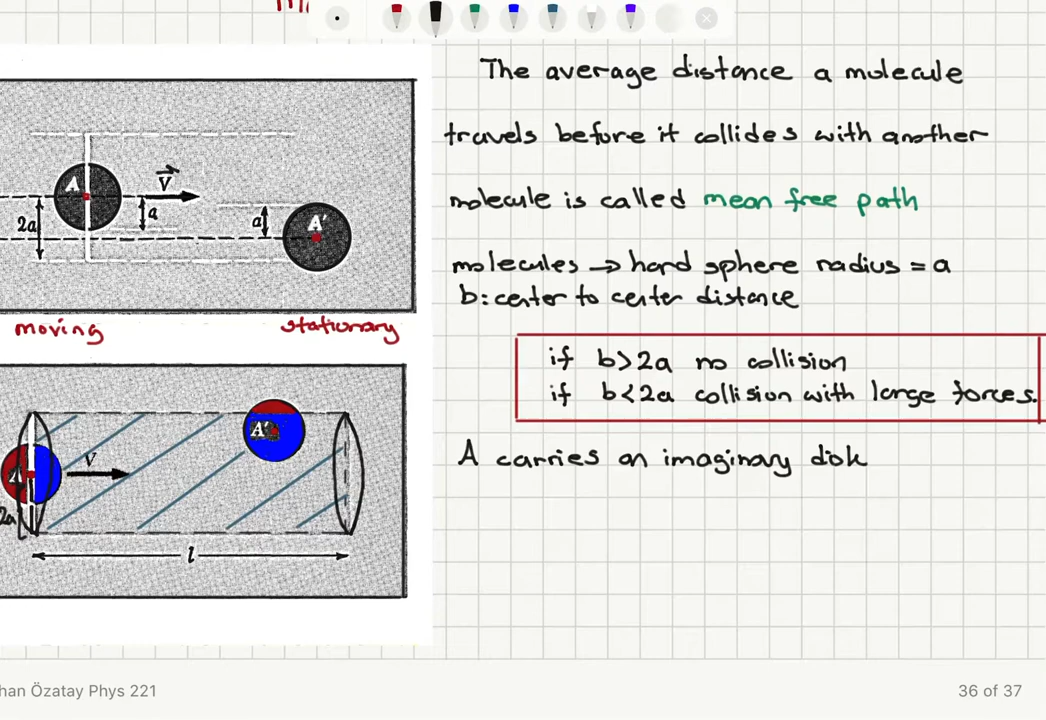 A
V
a
2a
a
A'
moving
stationary
A
V
A'
2a
l
The average distance a molecule
travels before it collides with another
molecule is called mean free path
molecules → hard sphere radius = a
b: center to center distance
if b>2a no collision
if b<2a collision with large forces.
A carries an imaginary disk
han Özatay Phys 221
36 of 37